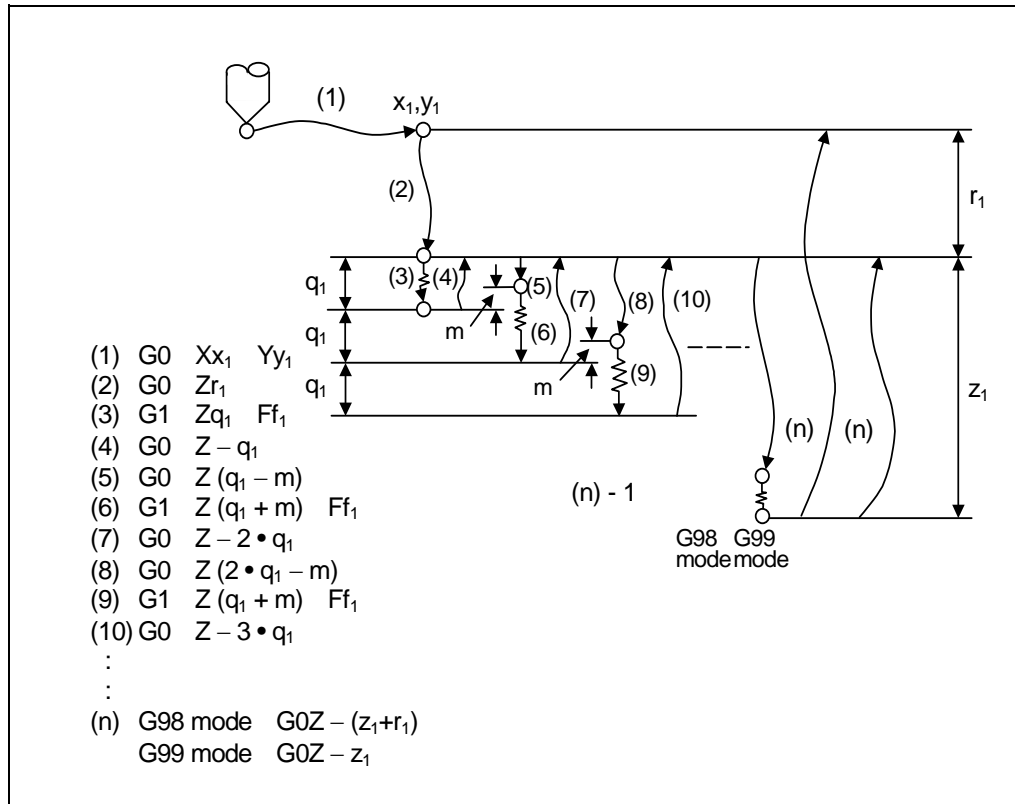 (1)
x₁,y₁
(2)
r₁
q₁
(3)
(4)
(5)
(7)
(8)
(10)
m
(6)
q₁
m
(9)
q₁
z₁
(n)
(n)
(n) - 1
G98 mode
G99 mode
(1) G0 Xx₁ Yy₁
(2) G0 Zr₁
(3) G1 Zq₁ Ff₁
(4) G0 Z – q₁
(5) G0 Z (q₁ – m)
(6) G1 Z (q₁ + m) Ff₁
(7) G0 Z – 2 • q₁
(8) G0 Z (2 • q₁ – m)
(9) G1 Z (q₁ + m) Ff₁
(10) G0 Z – 3 • q₁
:
:
(n) G98 mode G0Z – (z₁+r₁)
G99 mode G0Z – z₁